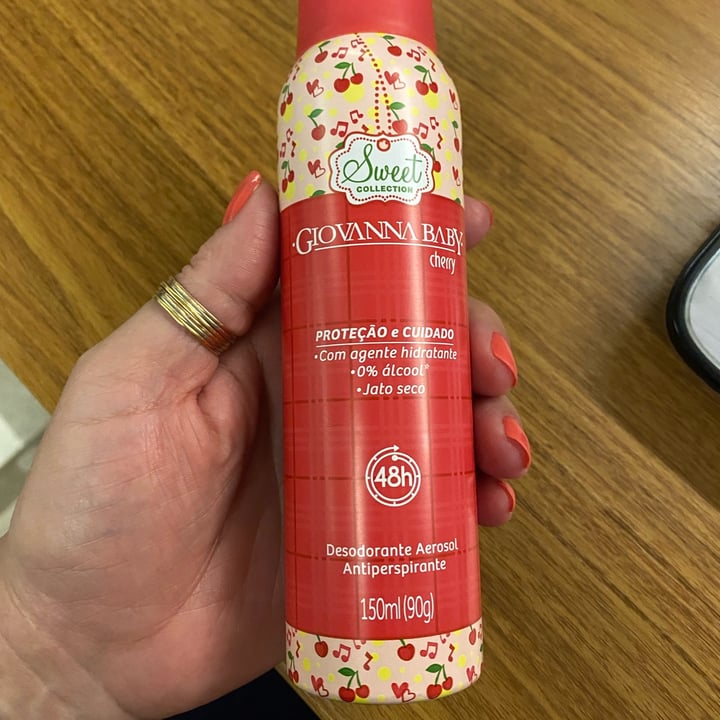 Sweet
COLLECTION
GIOVANNA BABY
cherry
PROTEÇÃO e CUIDADO
•Com agente hidratante
•0% álcool*
•Jato seco
48h
Desodorante Aerosol
Antiperspirante
150ml (90g)